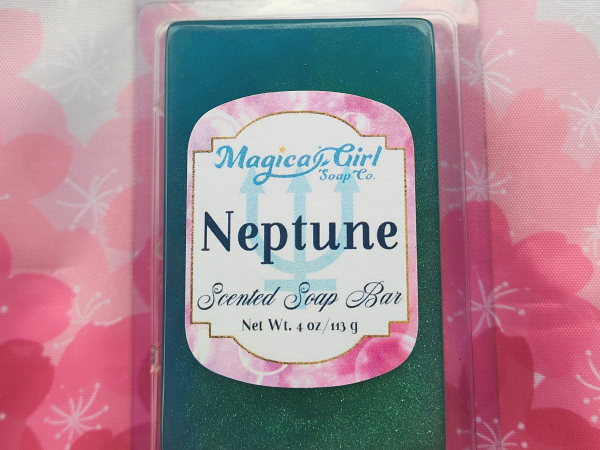 Magical Girl
Soap Co.
Neptune
Scented Soap Bar
Net Wt. 4 oz/113 g